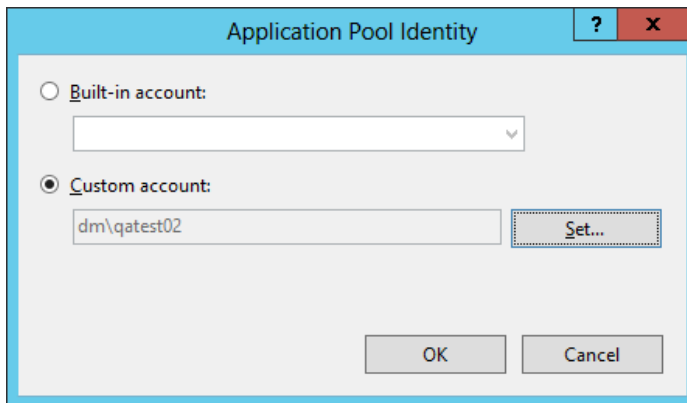 Application Pool Identity
?
x
Built-in account:
Custom account:
dm\qatest02
Set...
OK
Cancel